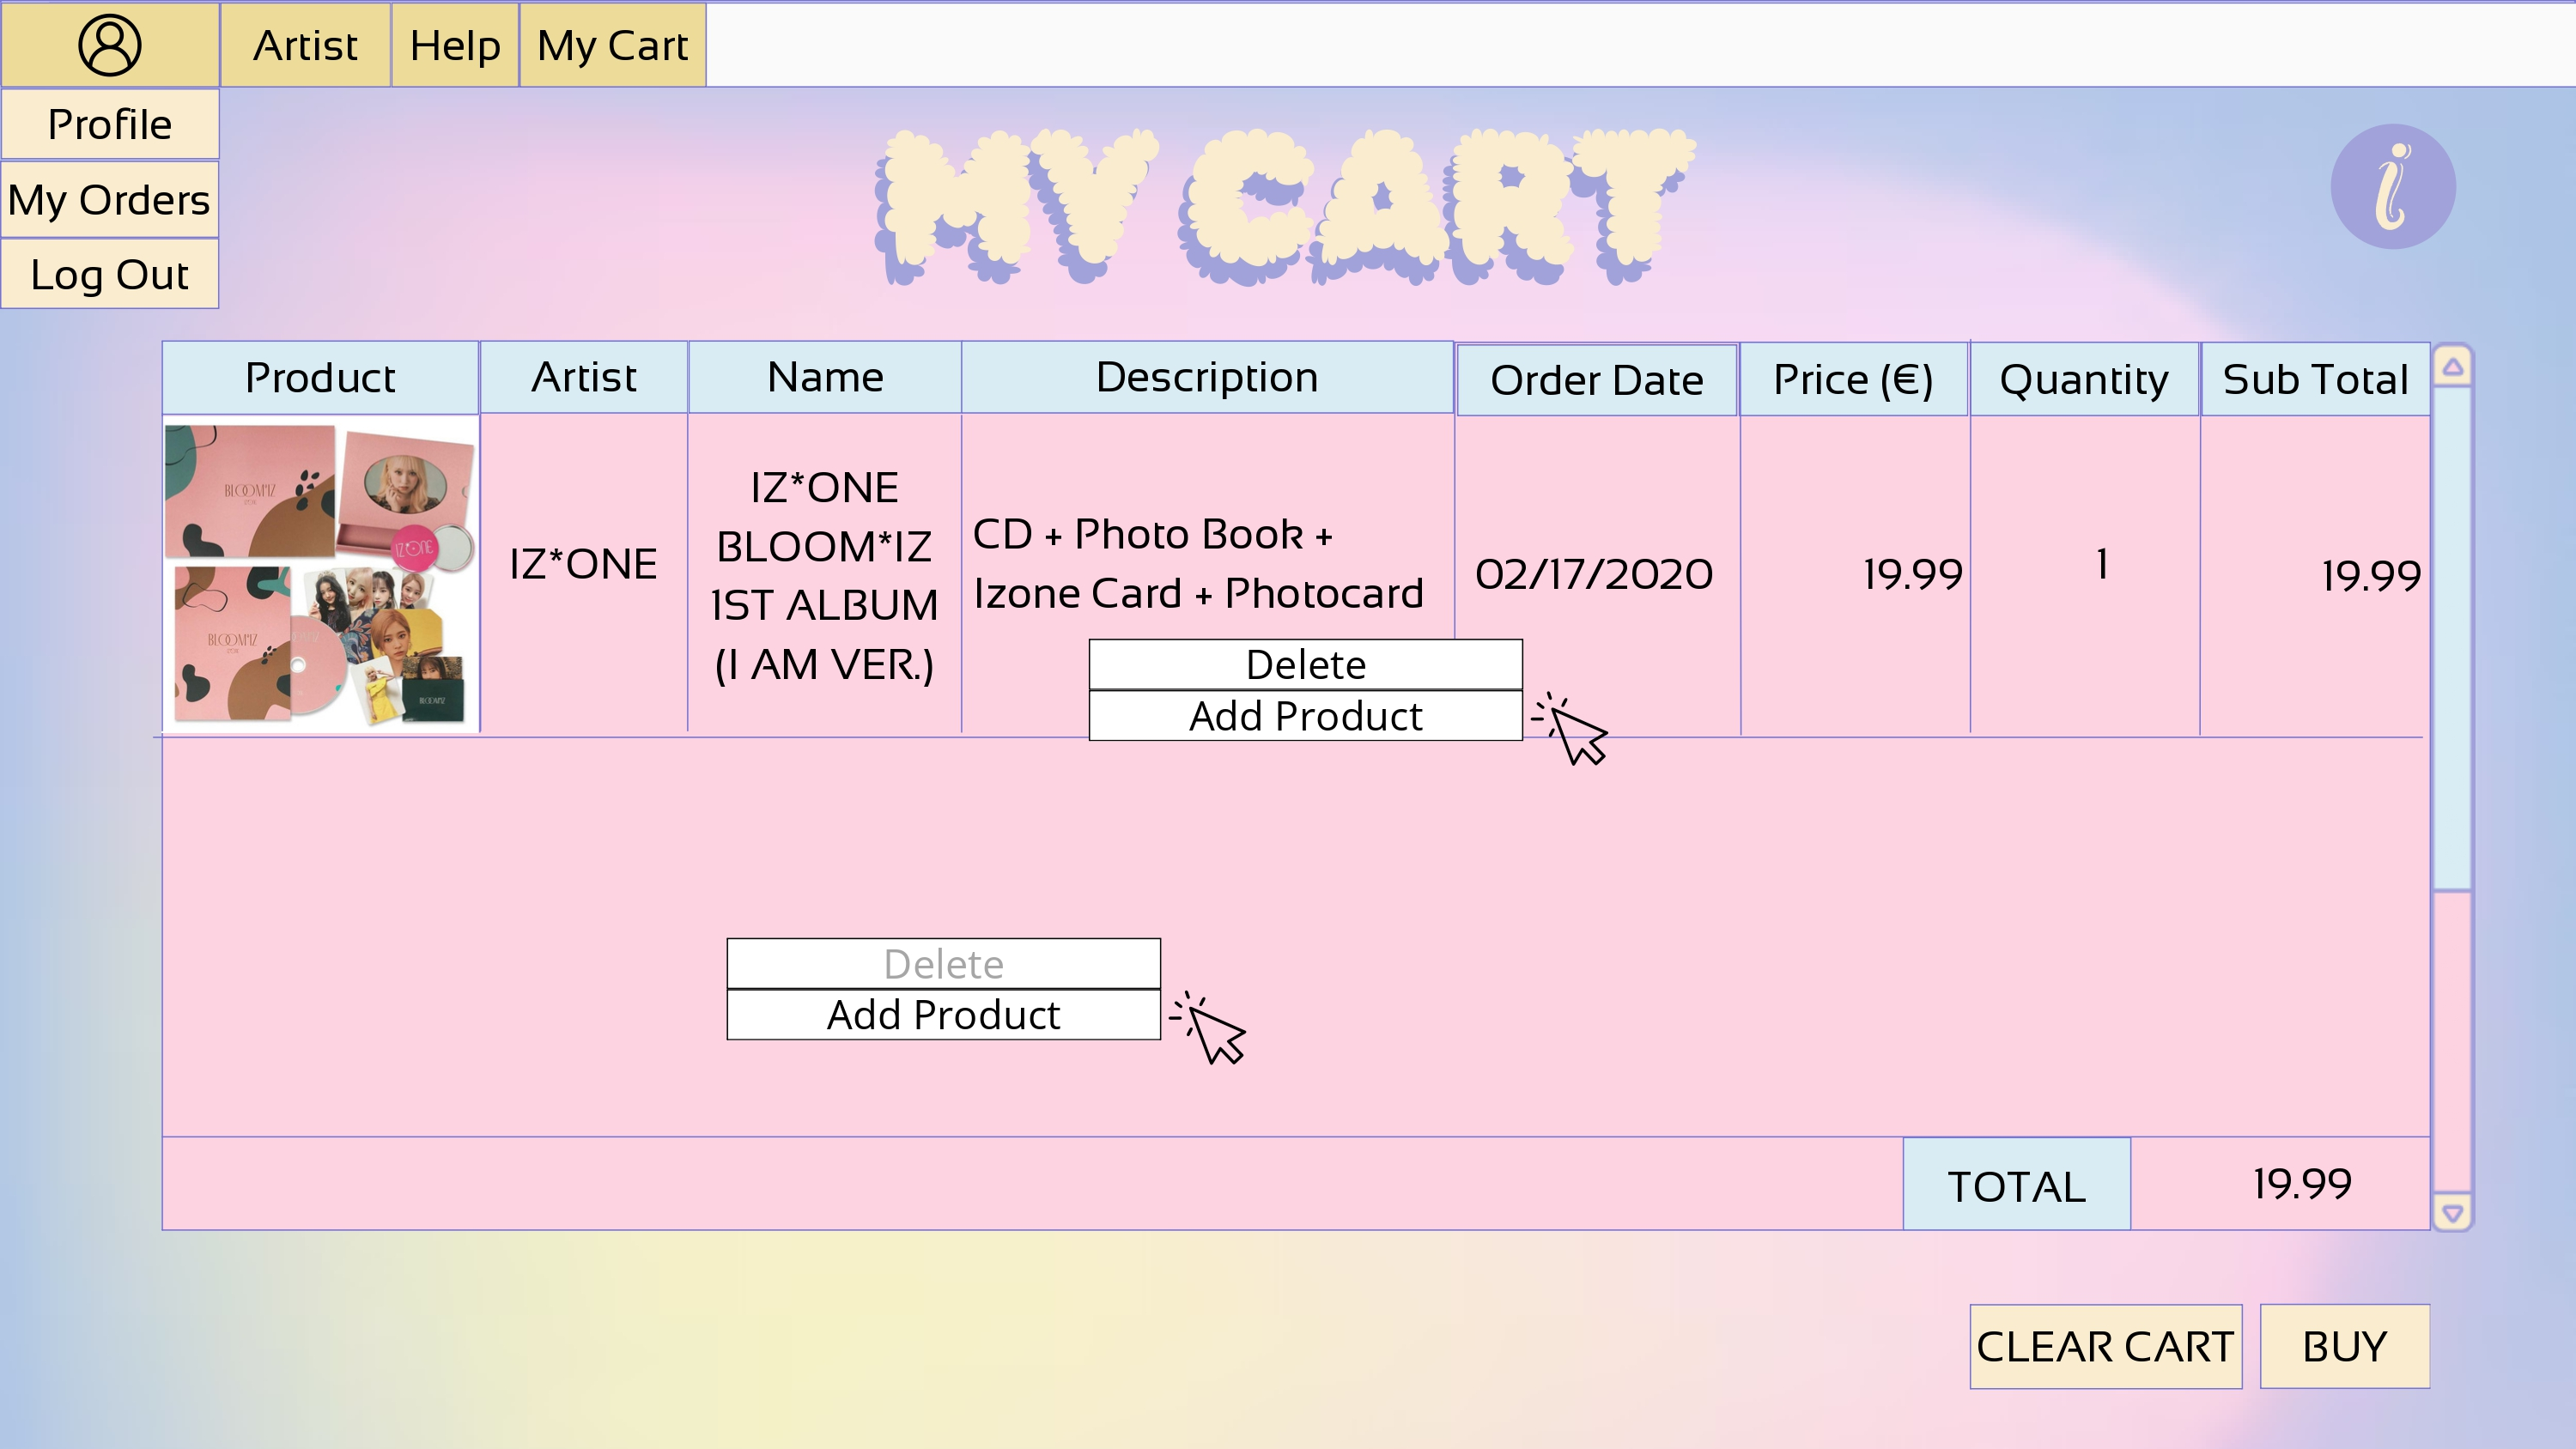 Artist
Help
My Cart
Profile
My Orders
Log Out
MY CART
i
Product
Artist
Name
Description
Order Date
Price (€)
Quantity
Sub Total
BLOOM*IZ
IZ*ONE
BLOOM*IZ
BLOOM*IZ
IZ*ONE
IZ*ONE
BLOOM*IZ
1ST ALBUM
(I AM VER.)
CD + Photo Book +
Izone Card + Photocard
02/17/2020
19.99
1
19.99
Delete
Add Product
Delete
Add Product
TOTAL
19.99
CLEAR CART
BUY